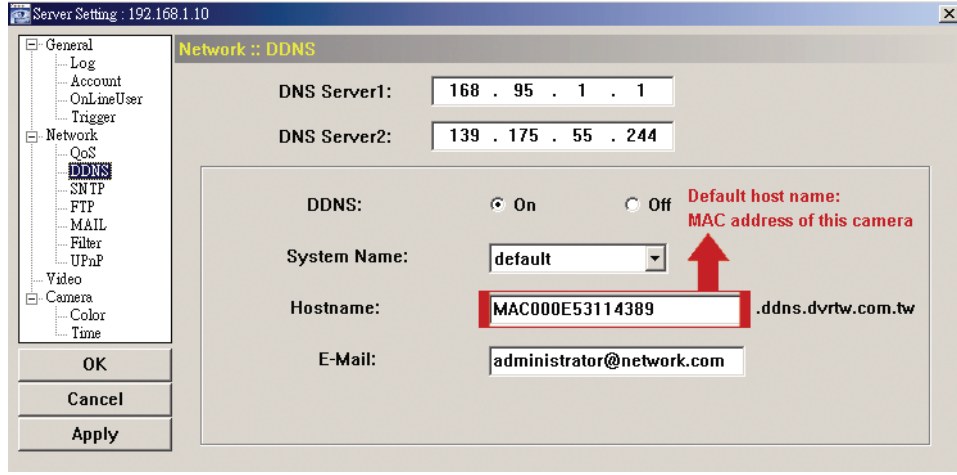 Server Setting : 192.168.1.10
General
Log
Account
OnLineUser
Trigger
Network
QoS
DDNS
SNTP
FTP
MAIL
Filter
UPnP
Video
Camera
Color
Time
OK
Cancel
Apply
Network :: DDNS
DNS Server1: 168 . 95 . 1 . 1
DNS Server2: 139 . 175 . 55 . 244
DDNS: On Off
Default host name:
MAC address of this camera
System Name: default
Hostname: MAC000E53114389 .ddns.dvrtw.com.tw
E-Mail: administrator@network.com